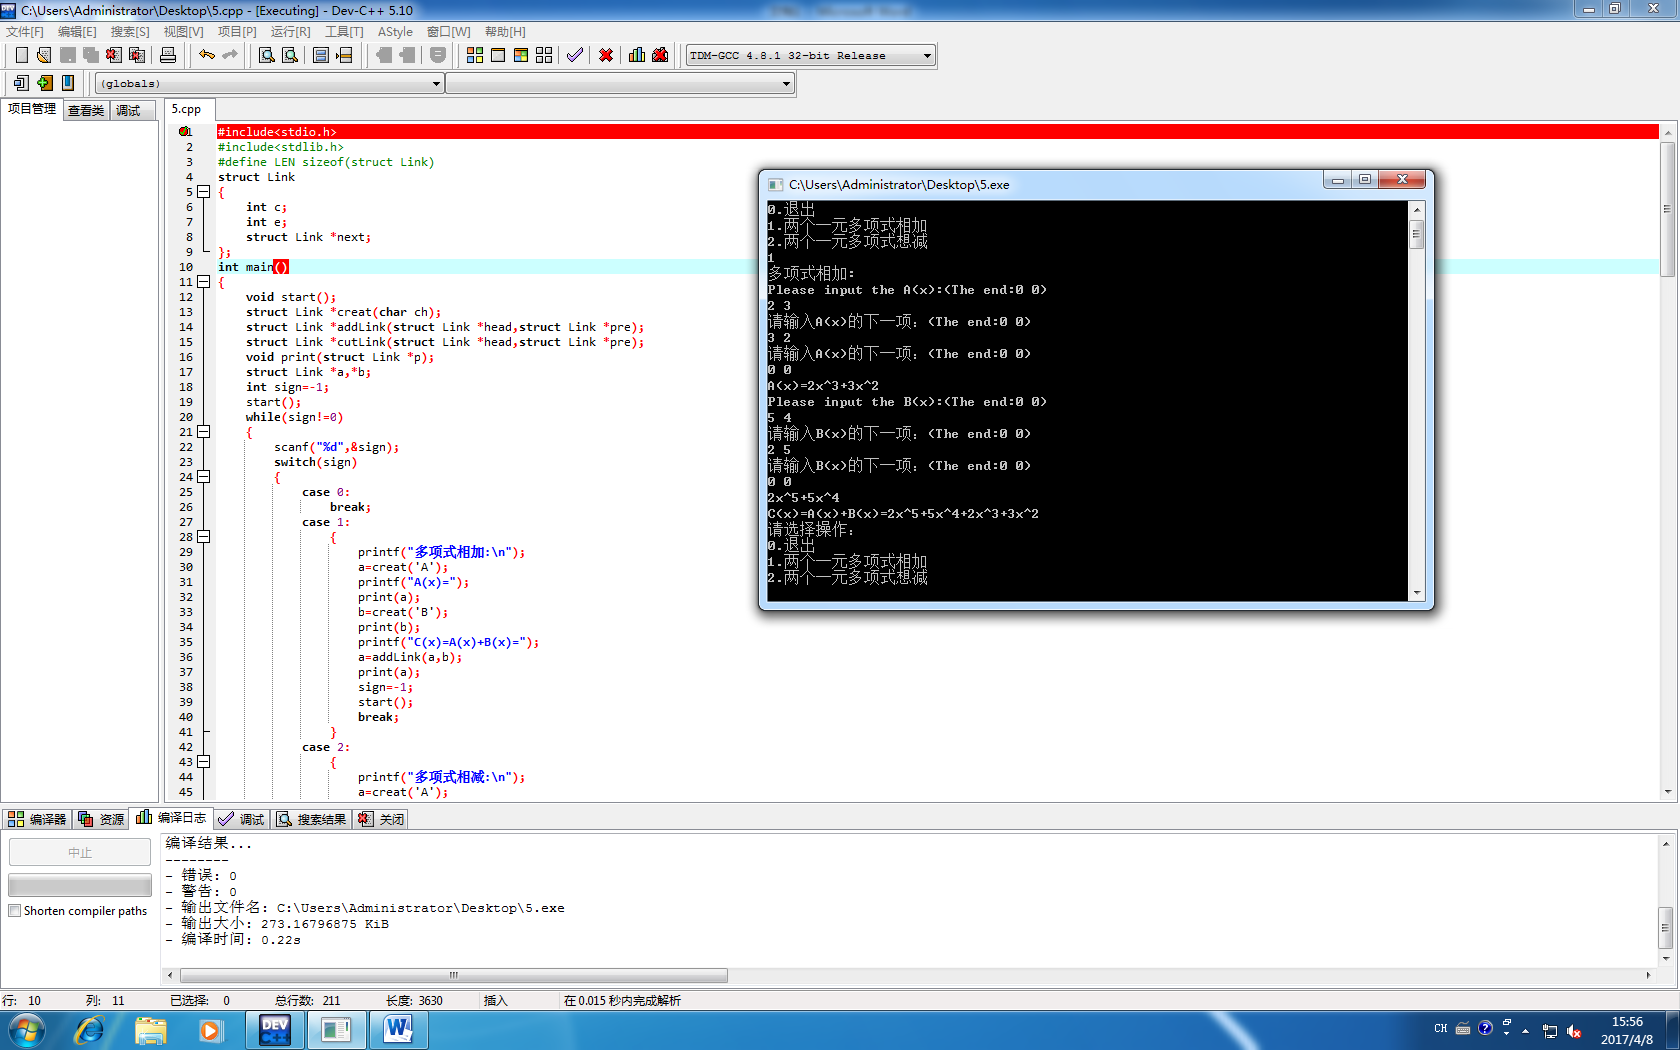 C:\Users\Administrator\Desktop\5.cpp - [Executing] - Dev-C++ 5.10
文件[F] 编辑[E] 搜索[S] 视图[V] 项目[P] 运行[R] 工具[T] AStyle 窗口[W] 帮助[H]
TDM-GCC 4.8.1 32-bit Release
(globals)
项目管理 查看类 调试 5.cpp
1 #include<stdio.h>
2 #include<stdlib.h>
3 #define LEN sizeof(struct Link)
4 struct Link
5 {
6 int c;
7 int e;
8 struct Link *next;
9 };
10 int main()
11 {
12 void start();
13 struct Link *creat(char ch);
14 struct Link *addLink(struct Link *head,struct Link *pre);
15 struct Link *cutLink(struct Link *head,struct Link *pre);
16 void print(struct Link *p);
17 struct Link *a,*b;
18 int sign=-1;
19 start();
20 while(sign!=0)
21 {
22 scanf("%d",&sign);
23 switch(sign)
24 {
25 case 0:
26 break;
27 case 1:
28 {
29 printf("多项式相加:\n");
30 a=creat('A');
31 printf("A(x)=");
32 print(a);
33 b=creat('B');
34 print(b);
35 printf("C(x)=A(x)+B(x)=");
36 a=addLink(a,b);
37 print(a);
38 sign=-1;
39 start();
40 break;
41 }
42 case 2:
43 {
44 printf("多项式相减:\n");
45 a=creat('A');
C:\Users\Administrator\Desktop\5.exe
0.退出
1.两个一元多项式相加
2.两个一元多项式想减
1
多项式相加:
Please input the A(x):(The end:0 0)
2 3
请输入A(x)的下一项: (The end:0 0)
3 2
请输入A(x)的下一项: (The end:0 0)
0 0
A(x)=2x^3+3x^2
Please input the B(x):(The end:0 0)
5 4
请输入B(x)的下一项: (The end:0 0)
2 5
请输入B(x)的下一项: (The end:0 0)
0 0
2x^5+5x^4
C(x)=A(x)+B(x)=2x^5+5x^4+2x^3+3x^2
请选择操作:
0.退出
1.两个一元多项式相加
2.两个一元多项式想减
编译器 资源 编译日志 调试 搜索结果 关闭
中止
Shorten compiler paths
编译结果...
--------
- 错误: 0
- 警告: 0
- 输出文件名: C:\Users\Administrator\Desktop\5.exe
- 输出大小: 273.16796875 KiB
- 编译时间: 0.22s
行: 10 列: 11 已选择: 0 总行数: 211 长度: 3630 插入 在 0.015 秒内完成解析
DEV C++
W
CH
15:56
2017/4/8